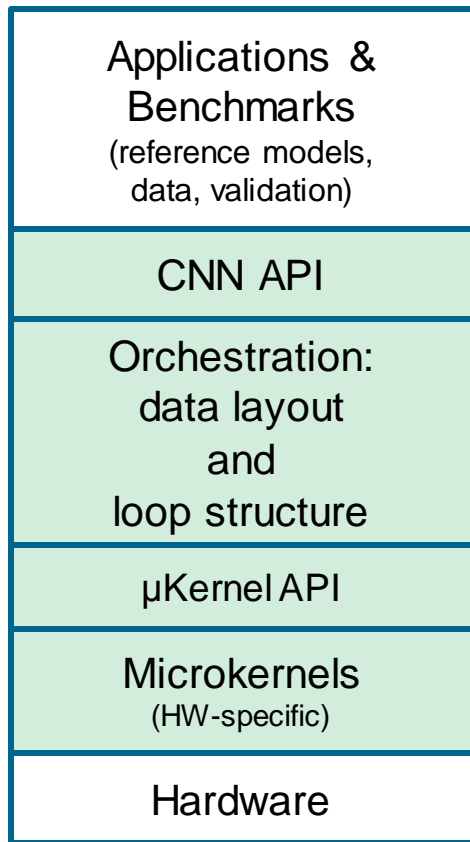 Applications &
Benchmarks
(reference models,
data, validation)
CNN API
Orchestration:
data layout
and
loop structure
µKernel API
Microkernels
(HW-specific)
Hardware